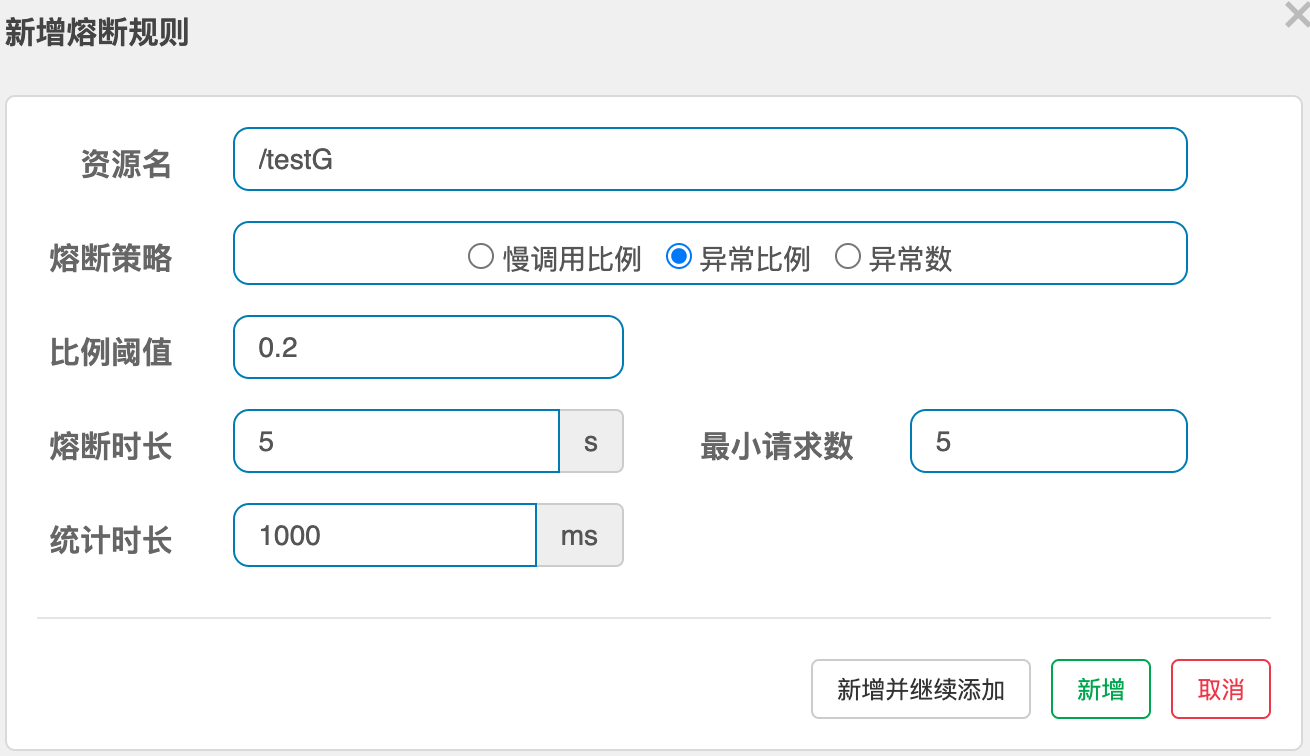 新增熔断规则
资源名 /testG
熔断策略 慢调用比例 异常比例 异常数
比例阈值 0.2
熔断时长 5 s 最小请求数 5
统计时长 1000 ms
新增并继续添加 新增 取消